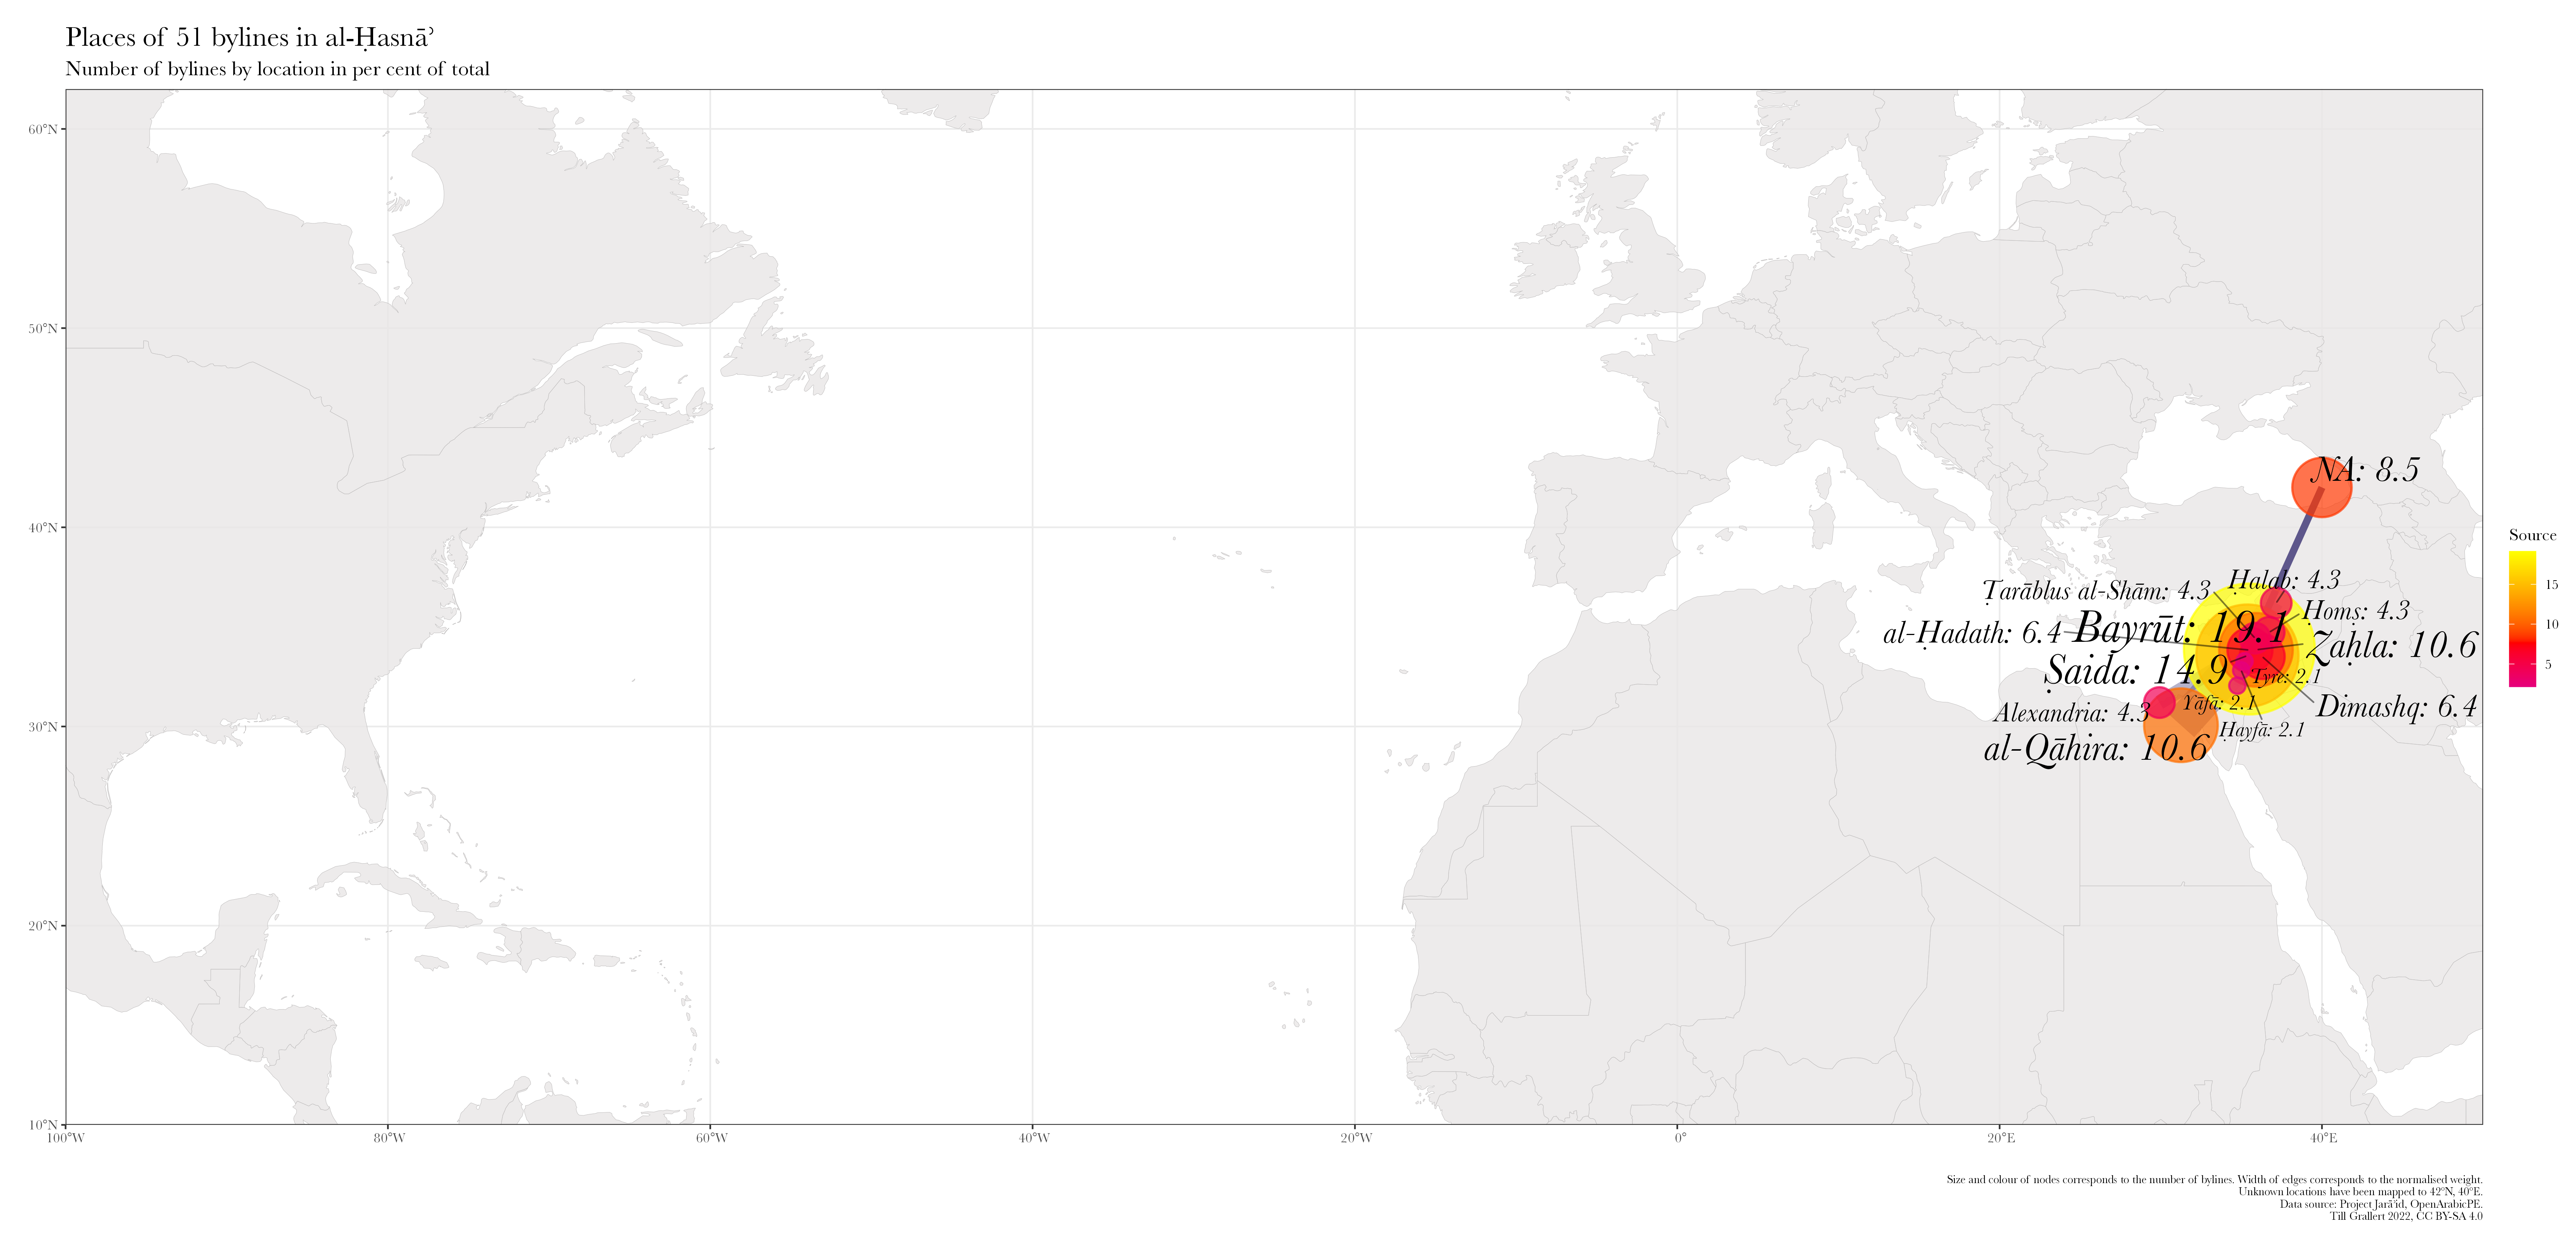 Places of 51 bylines in al-Ḥasnāʾ
Number of bylines by location in per cent of total
60°N
50°N
40°N
30°N
20°N
10°N
100°W
80°W
60°W
40°W
20°W
0°
20°E
40°E
NA: 8.5
Ḥalab: 4.3
Ṭarāblus al-Shām: 4.3
Ḥomṣ: 4.3
Bayrūt: 19.1
al-Ḥadath: 6.4
Zaḥla: 10.6
Ṣaida: 14.9
Tyre: 2.1
Yāfā: 2.1
Dimashq: 6.4
Alexandria: 4.3
Ḥayfā: 2.1
al-Qāhira: 10.6
Source
15
10
5
Size and colour of nodes corresponds to the number of bylines. Width of edges corresponds to the normalised weight.
Unknown locations have been mapped to 42°N, 40°E.
Data source: Project Jarāʾid, OpenArabicPE.
Till Grallert 2022, CC BY-SA 4.0